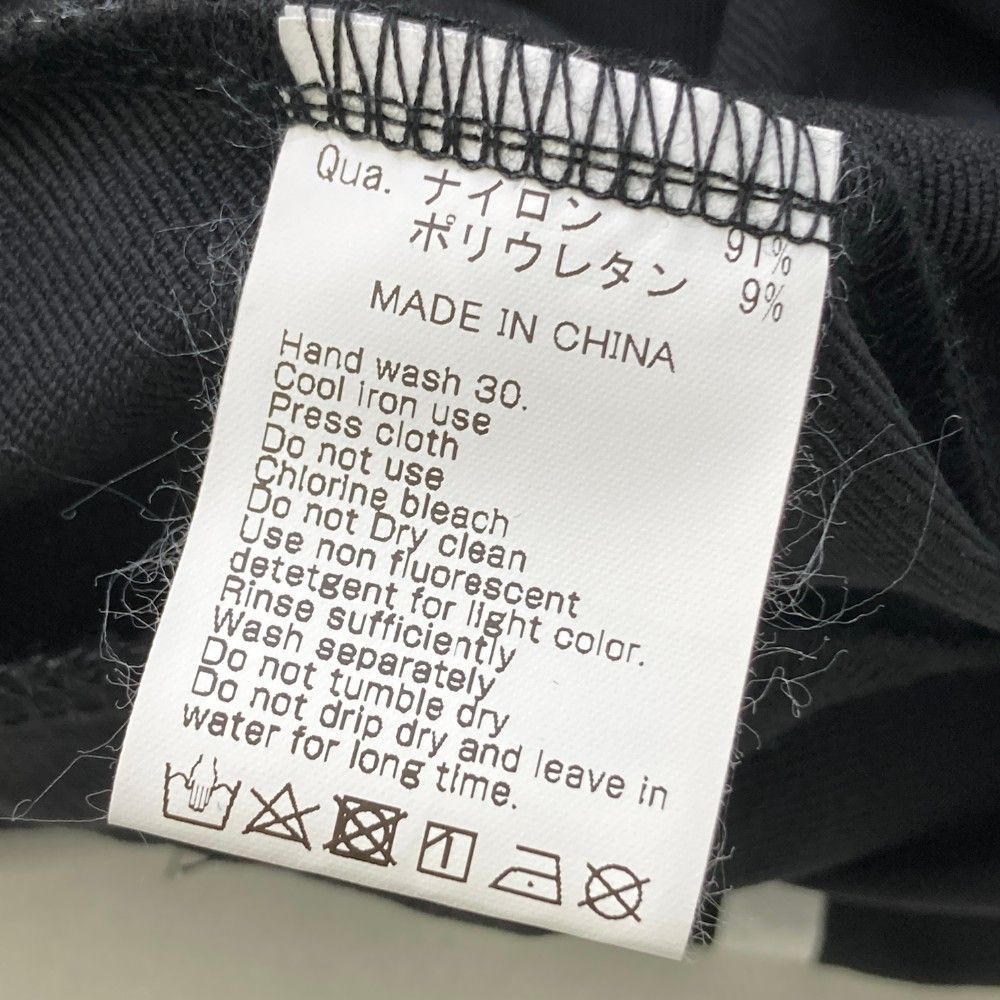 Qua. ナイロン 91%
ポリウレタン 9%
MADE IN CHINA
Hand wash 30.
Cool iron use
Press cloth
Do not use
Chlorine bleach
Do not Dry clean
Use non fluorescent
detetgent for light color.
Rinse sufficiently
Wash separately
Do not tumble dry
Do not drip dry and leave in
water for long time.